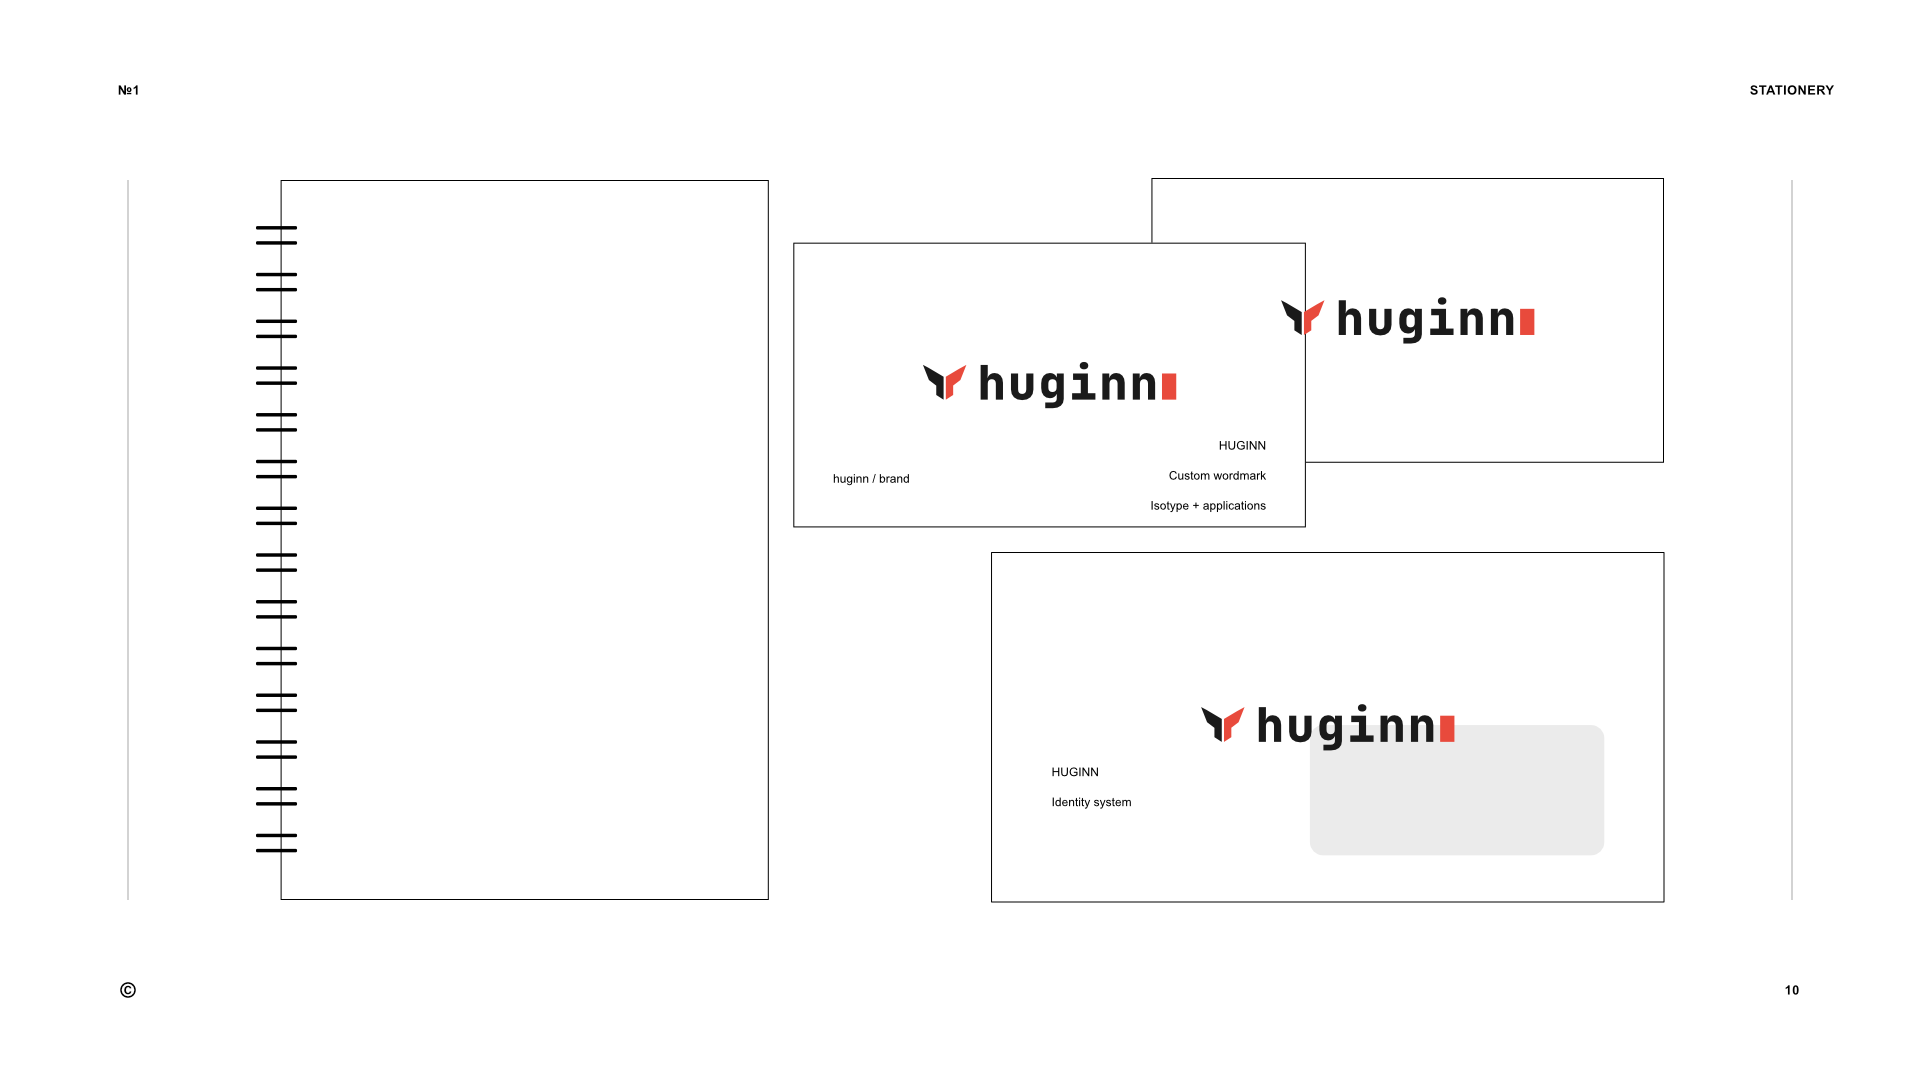 №1
STATIONERY
huginn
huginn
huginn / brand
HUGINN
Custom wordmark
Isotype + applications
huginn
HUGINN
Identity system
©
10